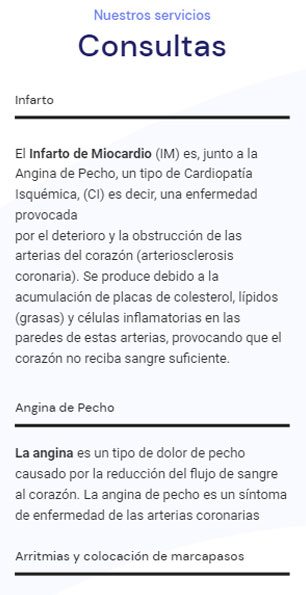 Nuestros servicios
Consultas
Infarto
El Infarto de Miocardio (IM) es, junto a la
Angina de Pecho, un tipo de Cardiopatía
Isquémica, (CI) es decir, una enfermedad
provocada
por el deterioro y la obstrucción de las
arterias del corazón (arteriosclerosis
coronaria). Se produce debido a la
acumulación de placas de colesterol, lípidos
(grasas) y células inflamatorias en las
paredes de estas arterias, provocando que el
corazón no reciba sangre suficiente.
Angina de Pecho
La angina es un tipo de dolor de pecho
causado por la reducción del flujo de sangre
al corazón. La angina de pecho es un síntoma
de enfermedad de las arterias coronarias
Arritmias y colocación de marcapasos